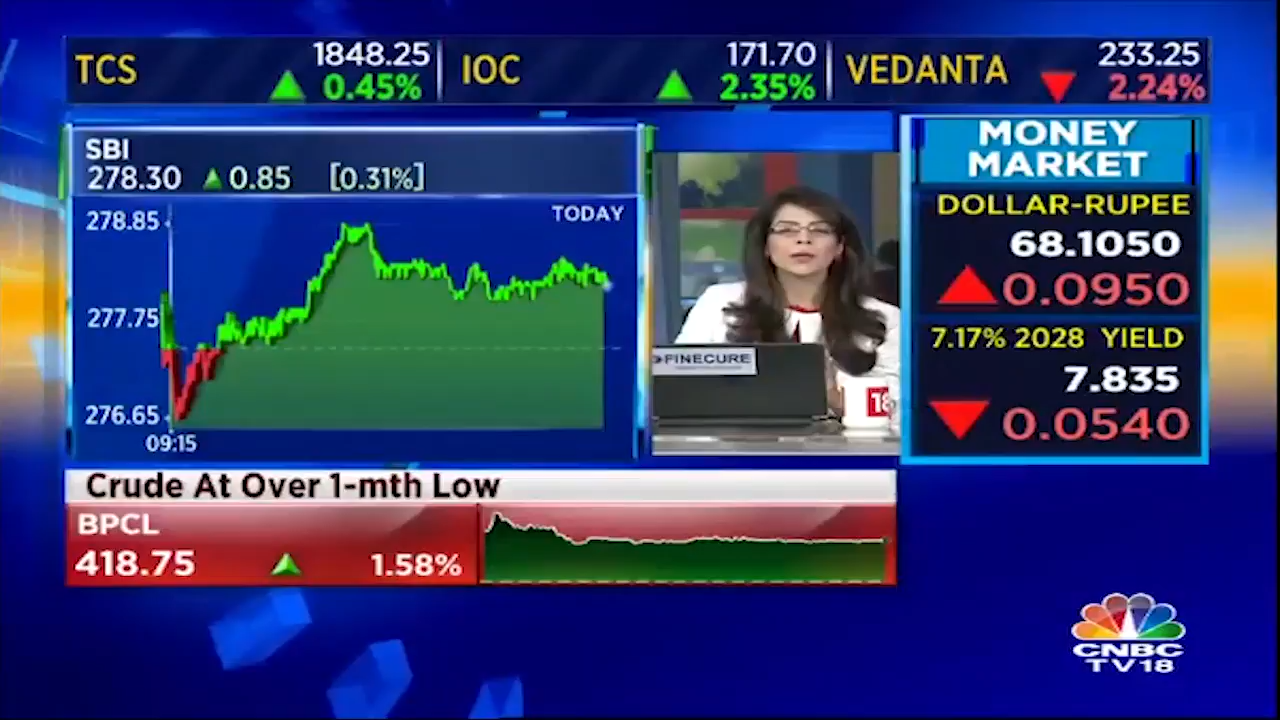 TCS 1848.25 IOC 171.70 VEDANTA 233.25
▲ 0.45% ▲ 2.35% ▼ 2.24%
SBI
278.30 ▲ 0.85 [0.31%]
TODAY
278.85
277.75
276.65
09:15
FINECURE
18
MONEY
MARKET
DOLLAR-RUPEE
68.1050
▲ 0.0950
7.17% 2028 YIELD
7.835
▼ 0.0540
Crude At Over 1-mth Low
BPCL
418.75 ▲ 1.58%
CNBC
TV18